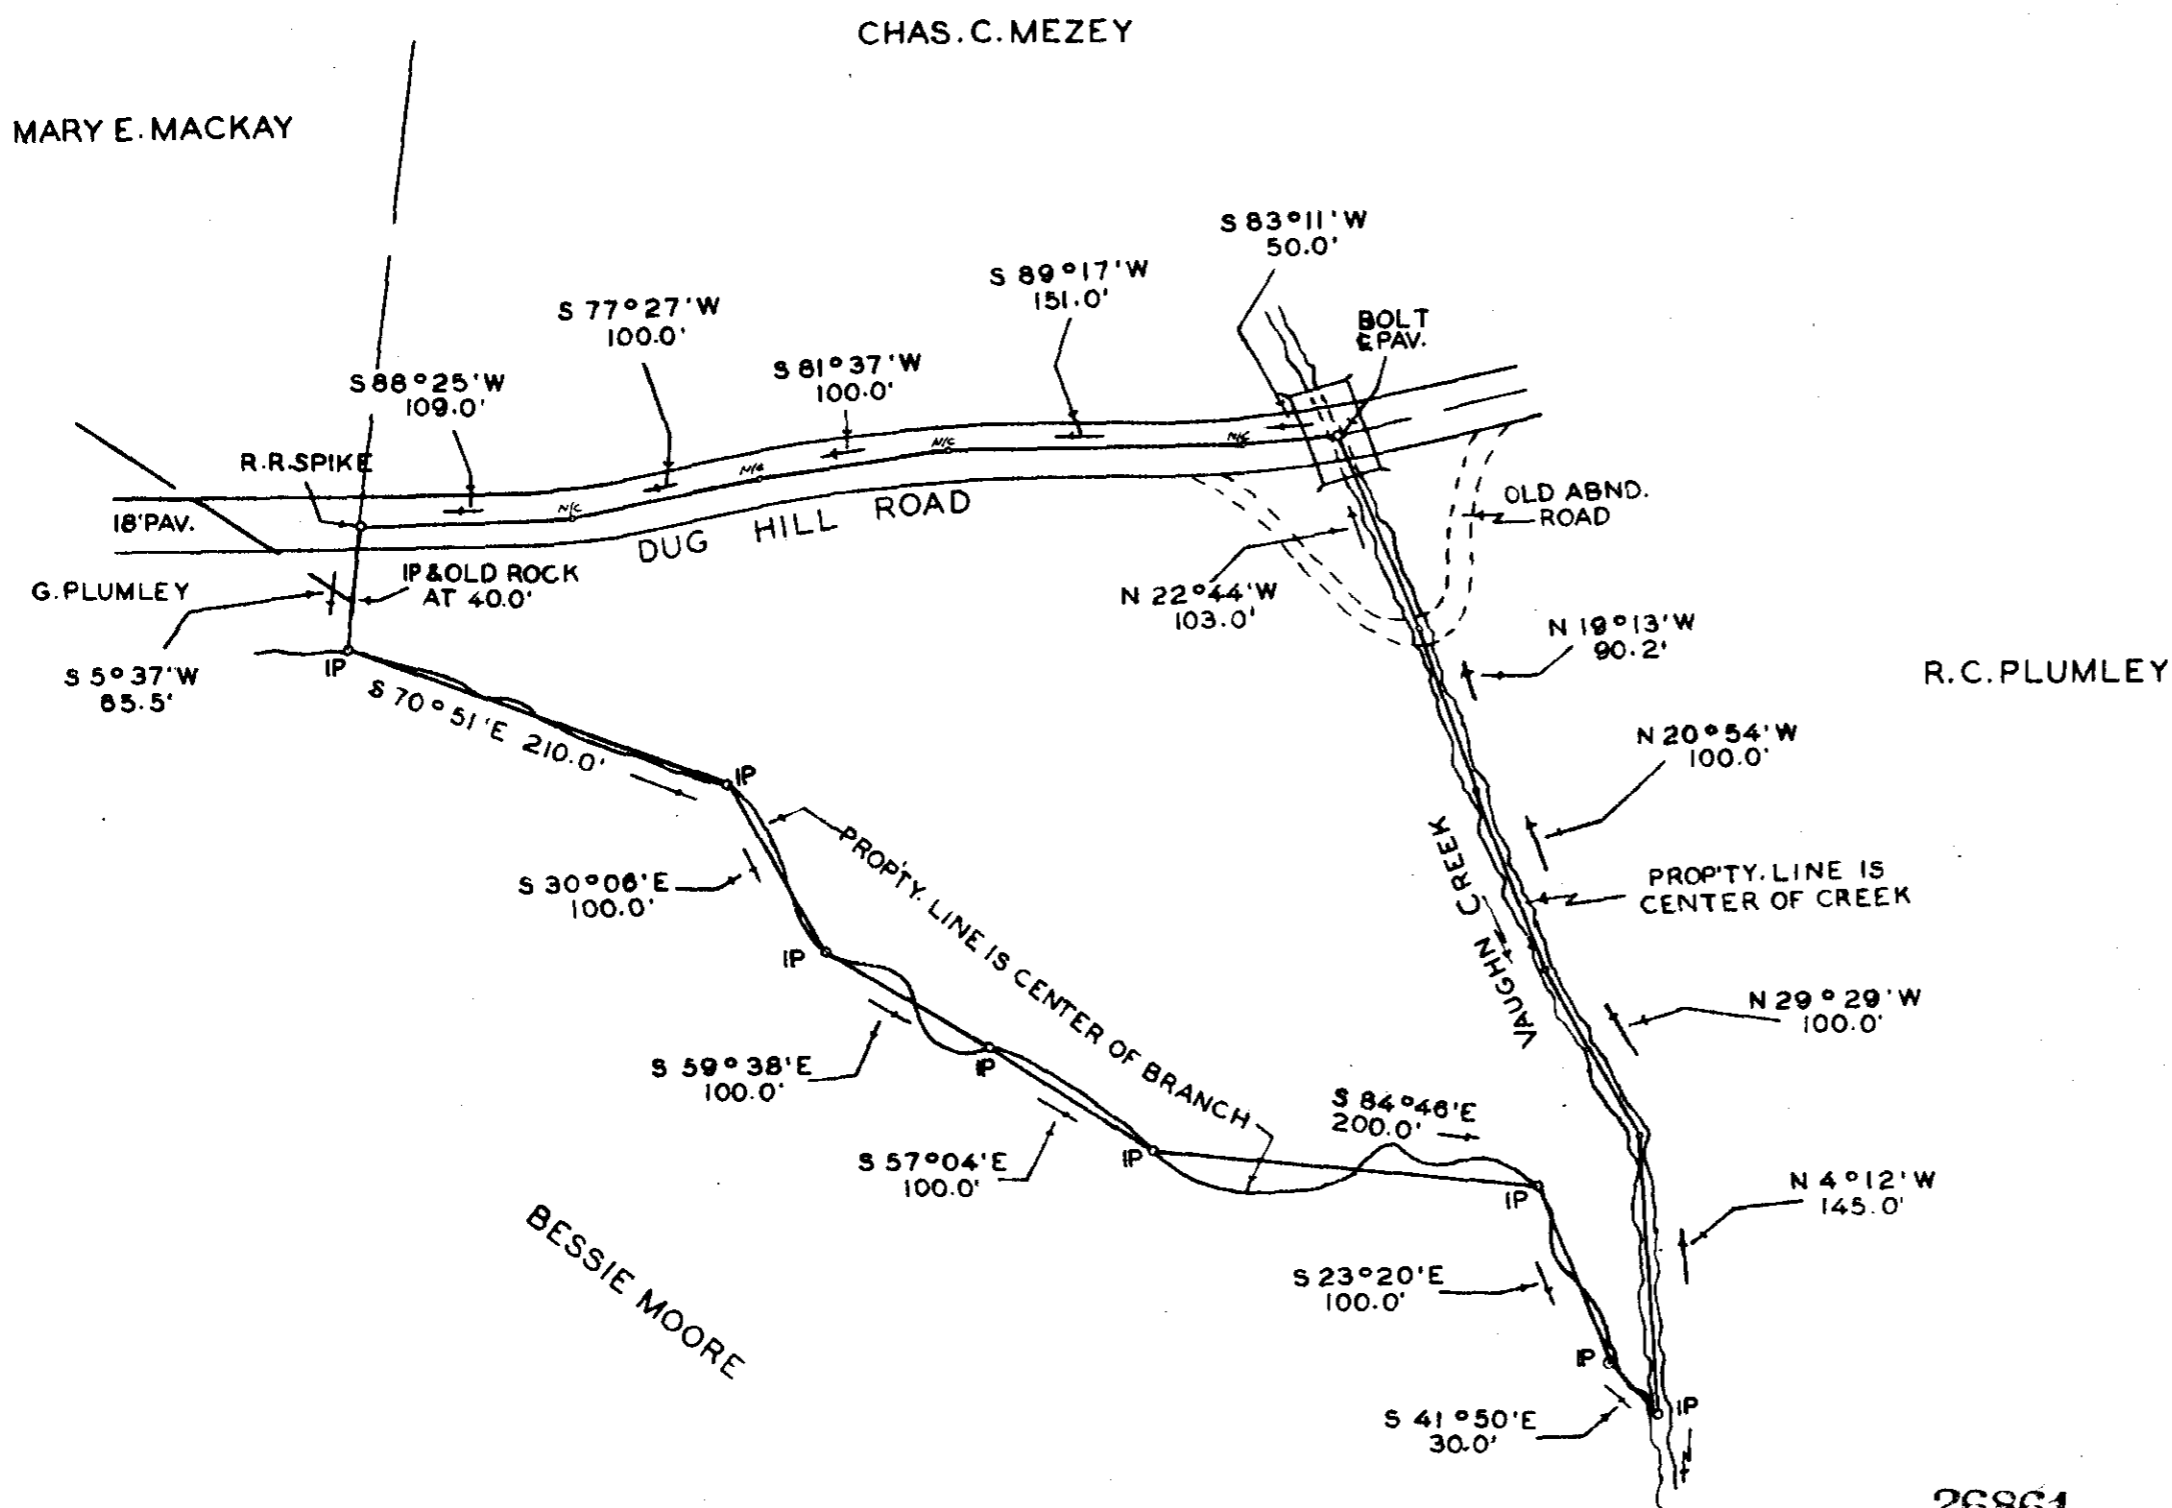 CHAS. C. MEZEY
MARY E. MACKAY
S 83°11'W
50.0'
S 89°17'W
151.0'
S 77°27'W
100.0'
BOLT
℄ PAV.
S 81°37'W
100.0'
S 88°25'W
109.0'
R.R. SPIKE
N/C
N/C
N/C
N/C
18' PAV.
DUG HILL ROAD
OLD ABND.
ROAD
G. PLUMLEY
IP & OLD ROCK
AT 40.0'
N 22°44'W
103.0'
N 19°13'W
90.2'
R.C. PLUMLEY
S 5°37'W
65.5'
IP
S 70°51'E 210.0'
N 20°54'W
100.0'
IP
PROP'TY. LINE IS CENTER OF BRANCH
VAUGHN CREEK
PROP'TY. LINE IS
CENTER OF CREEK
S 30°06'E
100.0'
IP
N 29°29'W
100.0'
S 59°38'E
100.0'
IP
S 84°46'E
200.0'
S 57°04'E
100.0'
IP
IP
N 4°12'W
145.0'
BESSIE MOORE
S 23°20'E
100.0'
IP
IP
S 41°50'E
30.0'
26861